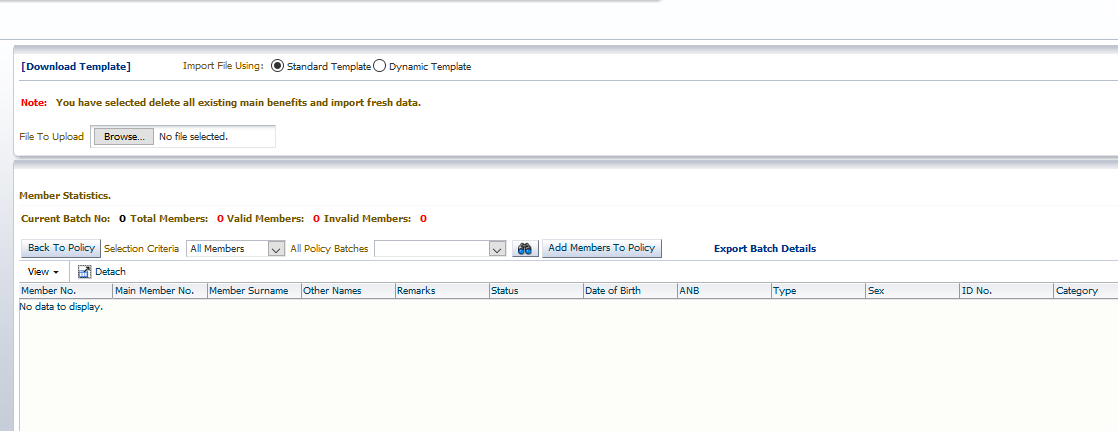 [Download Template] Import File Using: Standard Template Dynamic Template
Note: You have selected delete all existing main benefits and import fresh data.
File To Upload Browse... No file selected.
Member Statistics.
Current Batch No: 0 Total Members: 0 Valid Members: 0 Invalid Members: 0
Back To Policy Selection Criteria All Members All Policy Batches Add Members To Policy Export Batch Details
View Detach
Member No. Main Member No. Member Surname Other Names Remarks Status Date of Birth ANB Type Sex ID No. Category
No data to display.